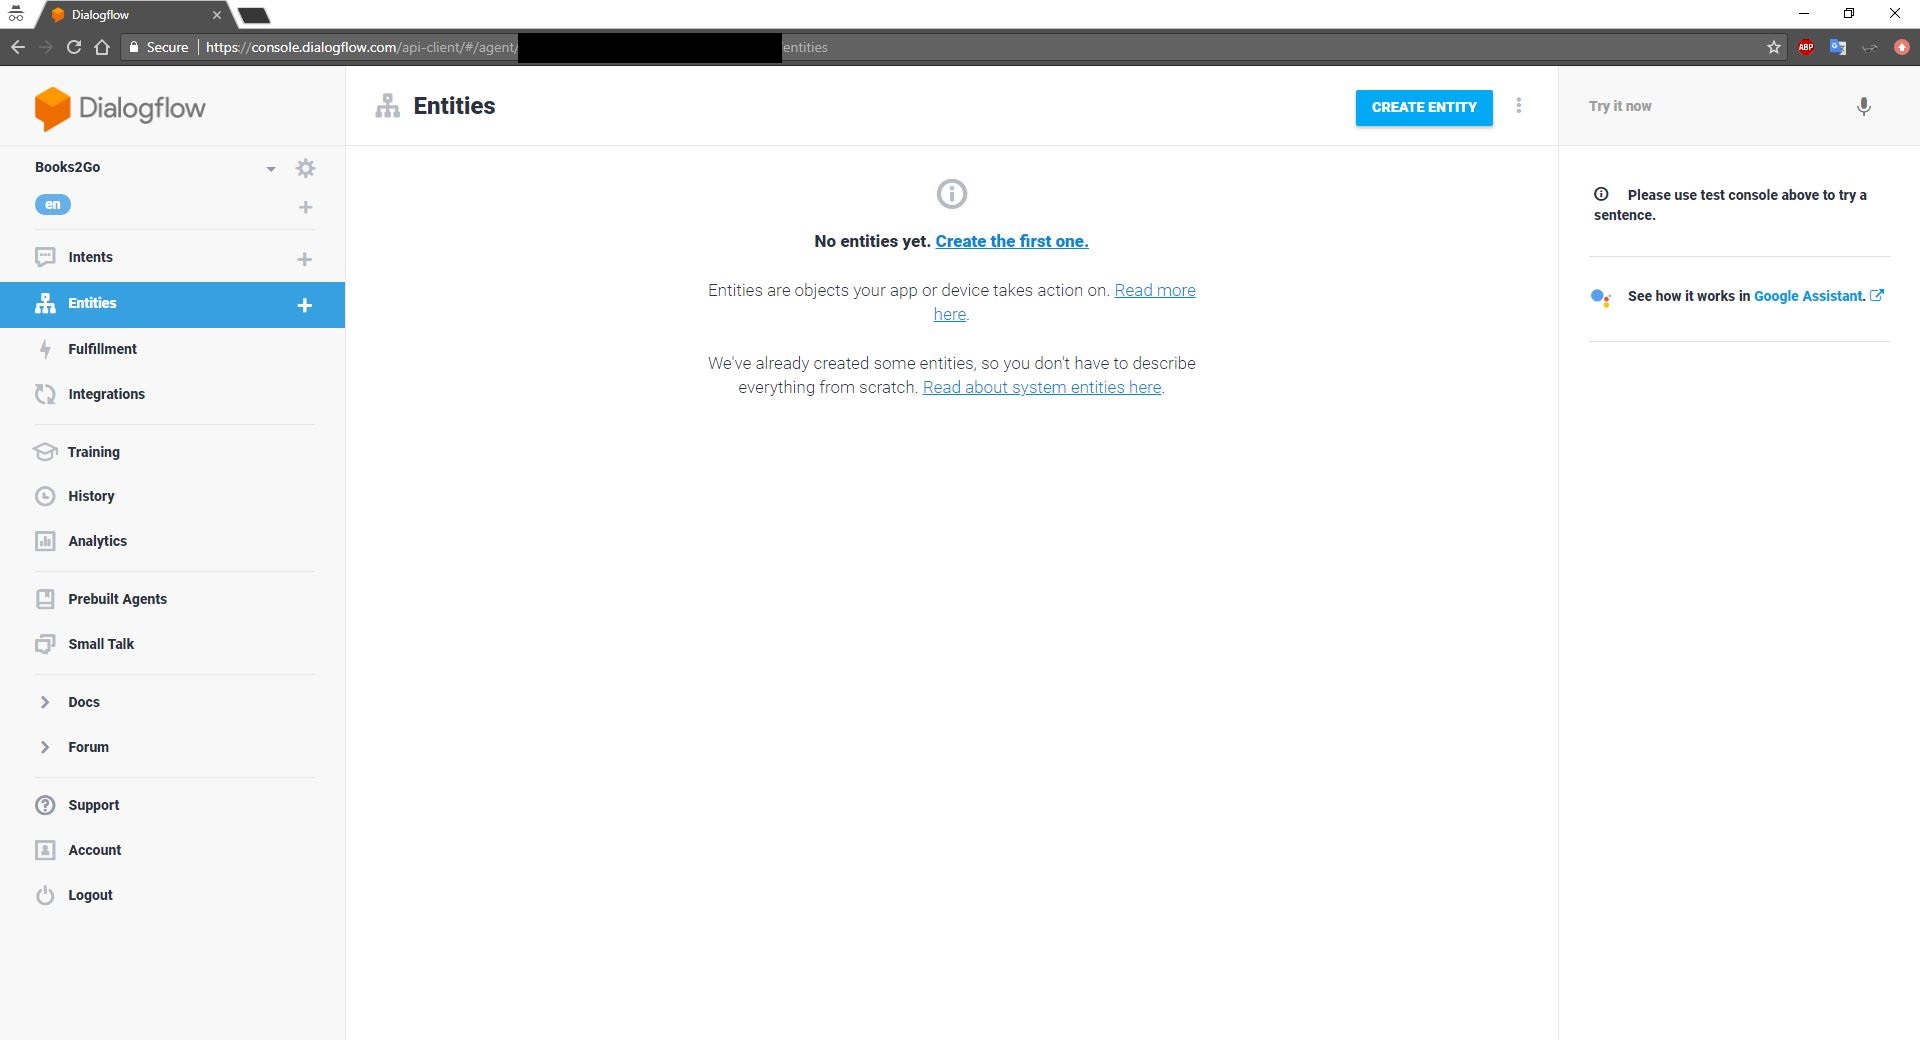 Dialogflow
Secure https://console.dialogflow.com/api-client/#/agent/ entities
ABP
Dialogflow
Entities
CREATE ENTITY
Try it now
Books2Go
en
Intents
Entities
Fulfillment
Integrations
Training
History
Analytics
Prebuilt Agents
Small Talk
Docs
Forum
Support
Account
Logout
No entities yet. Create the first one.
Entities are objects your app or device takes action on. Read more
here.
We've already created some entities, so you don't have to describe
everything from scratch. Read about system entities here.
Please use test console above to try a
sentence.
See how it works in Google Assistant.